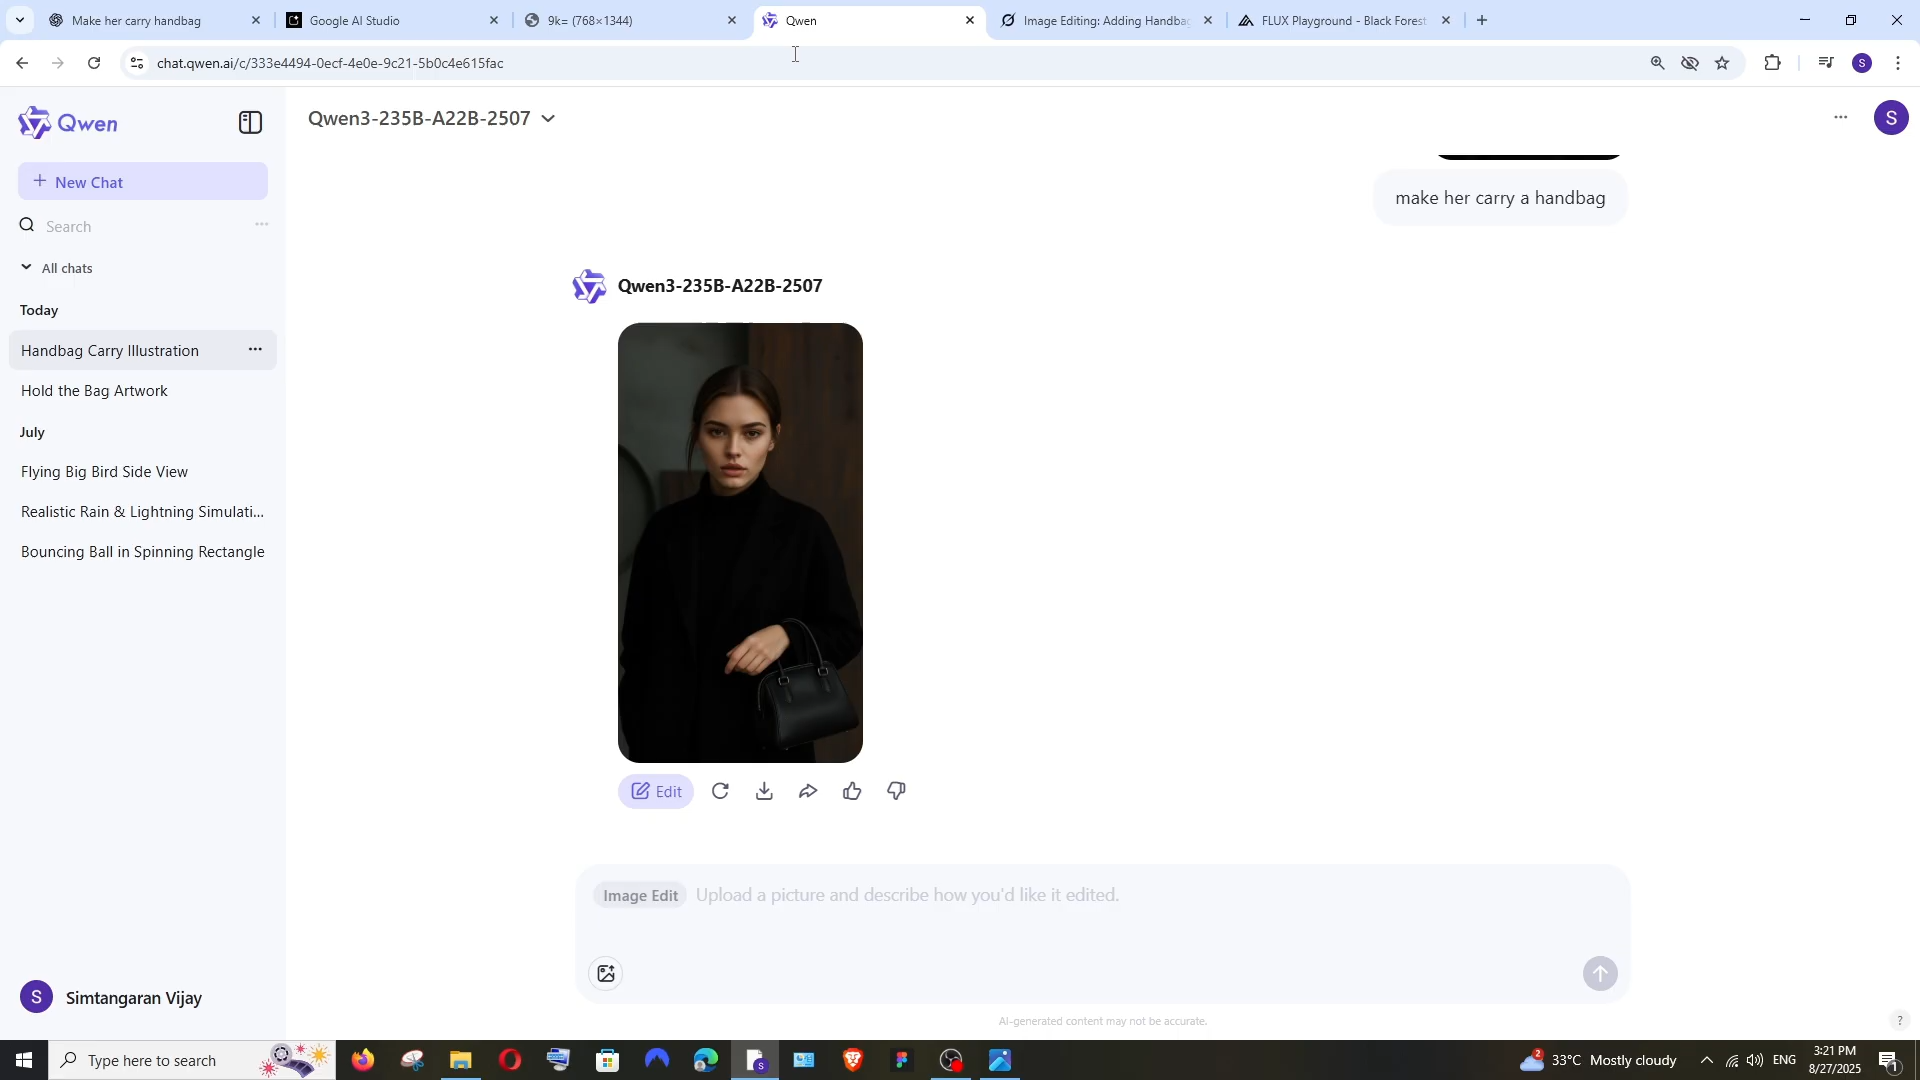 Make her carry handbag
Google AI Studio
9k= (768×1344)
Qwen
Image Editing: Adding Handba
FLUX Playground - Black Forest
chat.qwen.ai/c/333e4494-0ecf-4e0e-9c21-5b0c4e615fac
S
Qwen
Qwen3-235B-A22B-2507
S
New Chat
Search
make her carry a handbag
All chats
Today
Qwen3-235B-A22B-2507
Handbag Carry Illustration
Hold the Bag Artwork
July
Flying Big Bird Side View
Realistic Rain & Lightning Simulati...
Bouncing Ball in Spinning Rectangle
Edit
Image Edit Upload a picture and describe how you'd like it edited.
S Simtangaran Vijay
AI-generated content may not be accurate.
?
Type here to search
S
2
33°C Mostly cloudy
ENG
3:21 PM
8/27/2025
1